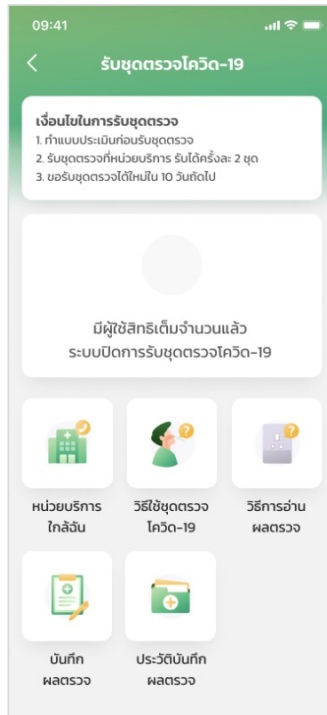 09:41
รับชุดตรวจโควิด-19
เงื่อนไขในการรับชุดตรวจ
1. ทำแบบประเมินก่อนรับชุดตรวจ
2. รับชุดตรวจที่หน่วยบริการ รับได้ครั้งละ 2 ชุด
3. ขอรับชุดตรวจได้ใหม่ใน 10 วันถัดไป
มีผู้ใช้สิทธิเต็มจำนวนแล้ว
ระบบปิดการรับชุดตรวจโควิด-19
หน่วยบริการ
ใกล้ฉัน
วิธีใช้ชุดตรวจ
โควิด-19
วิธีการอ่าน
ผลตรวจ
บันทึก
ผลตรวจ
ประวัติบันทึก
ผลตรวจ